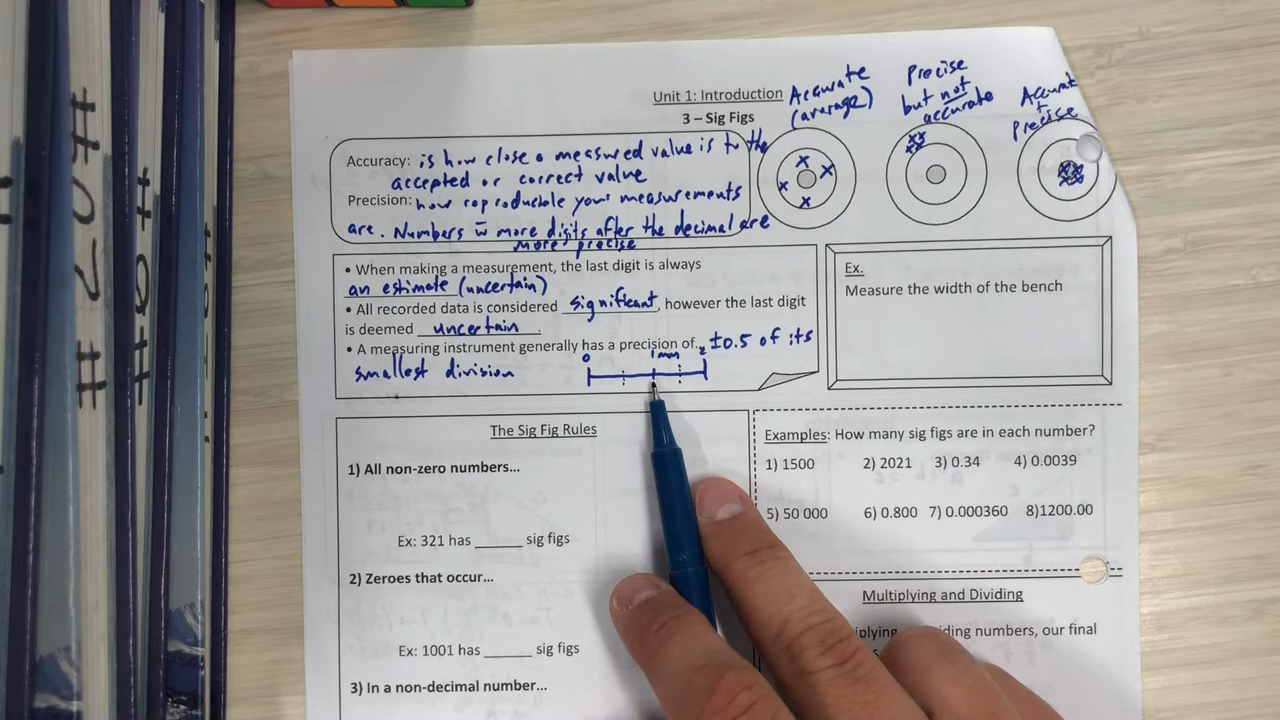 Unit 1: Introduction
3 – Sig Figs
Accurate
(average)
Precise
but not
accurate
Accurat
+
Precise
Accuracy: is how close a measured value is to the
accepted or correct value
Precision: how reproducible your measurements
are. Numbers w̄ more digits after the decimal are
more precise
• When making a measurement, the last digit is always
an estimate (uncertain)
• All recorded data is considered significant, however the last digit
is deemed uncertain.
• A measuring instrument generally has a precision of ±0.5 of its
smallest division
0 1mm 2
Ex.
Measure the width of the bench
The Sig Fig Rules
1) All non-zero numbers...
Ex: 321 has ______ sig figs
2) Zeroes that occur...
Ex: 1001 has ______ sig figs
3) In a non-decimal number...
Examples: How many sig figs are in each number?
1) 1500 2) 2021 3) 0.34 4) 0.0039
5) 50 000 6) 0.800 7) 0.000360 8)1200.00
Multiplying and Dividing
numbers, our final
#20S